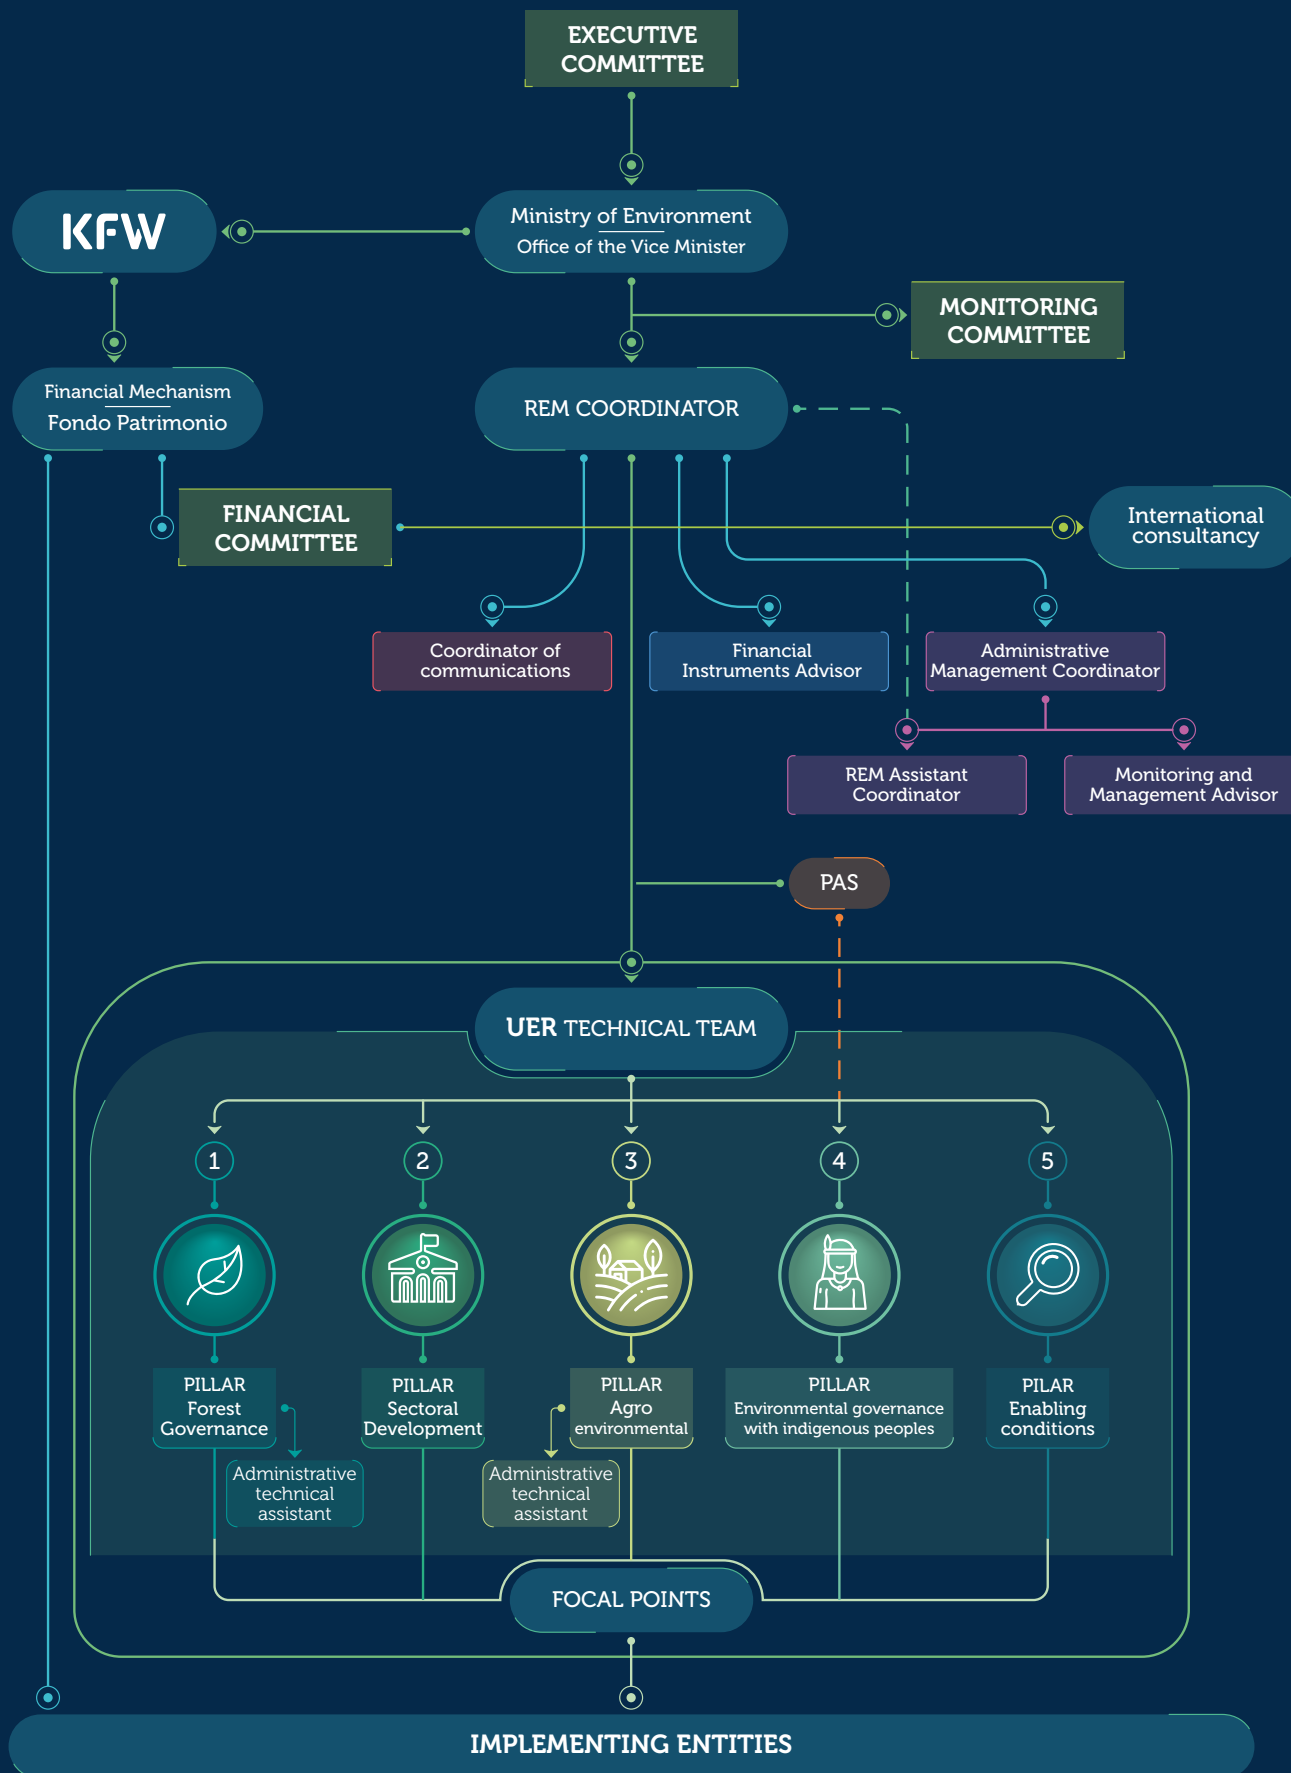 EXECUTIVE
COMMITTEE
KFW
Ministry of Environment
Office of the Vice Minister
MONITORING
COMMITTEE
Financial Mechanism
Fondo Patrimonio
REM COORDINATOR
FINANCIAL
COMMITTEE
International
consultancy
Coordinator of
communications
Financial
Instruments Advisor
Administrative
Management Coordinator
REM Assistant
Coordinator
Monitoring and
Management Advisor
PAS
UER TECHNICAL TEAM
1
2
3
4
5
PILLAR
Forest
Governance
PILLAR
Sectoral
Development
PILLAR
Agro
environmental
PILLAR
Environmental governance
with indigenous peoples
PILAR
Enabling
conditions
Administrative
technical
assistant
Administrative
technical
assistant
FOCAL POINTS
IMPLEMENTING ENTITIES